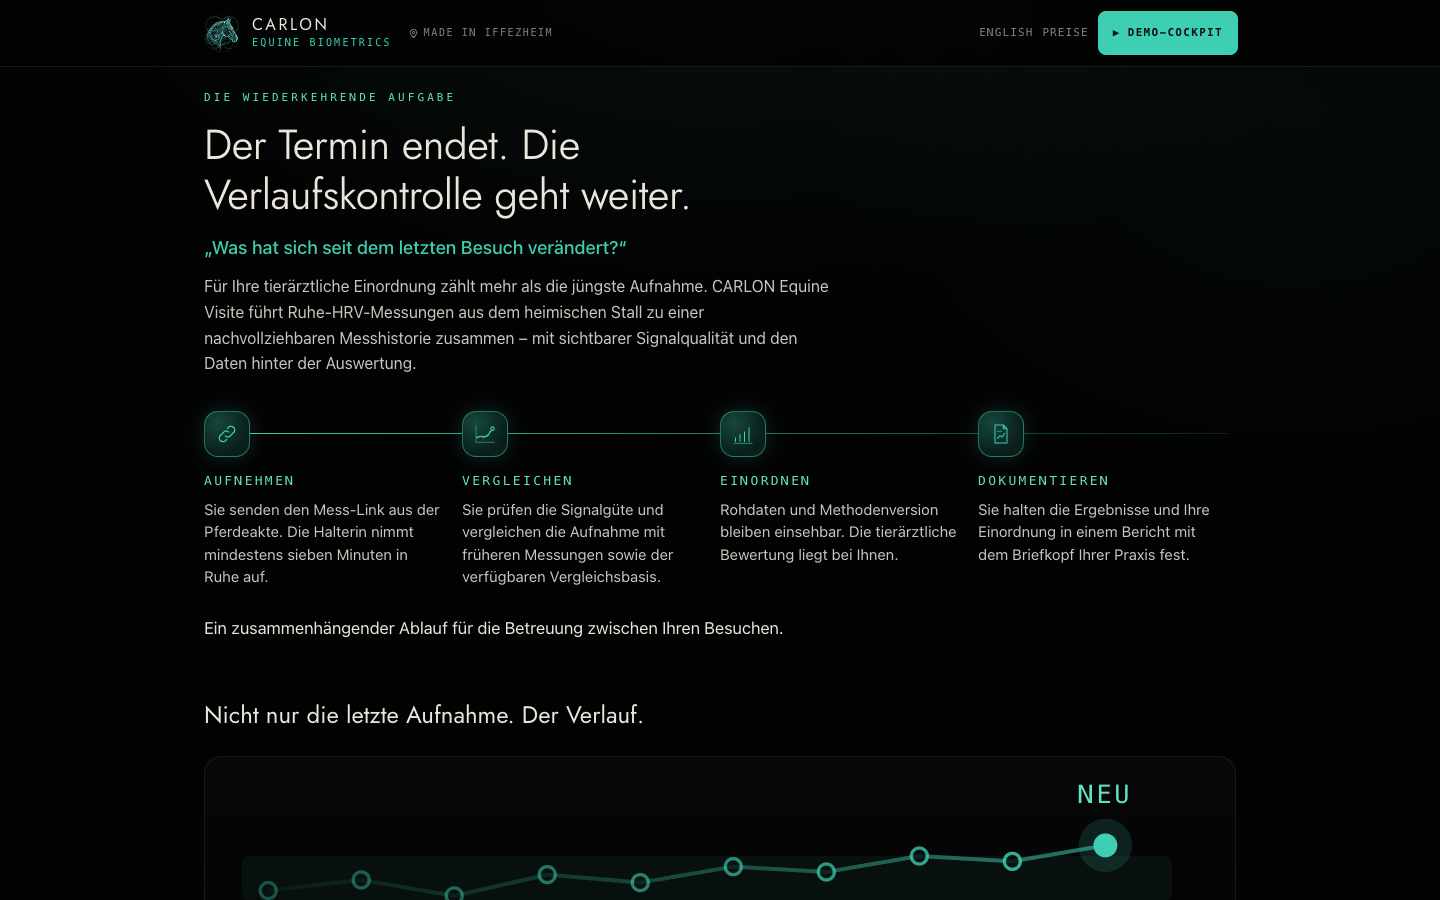 CARLON
EQUINE BIOMETRICS
MADE IN IFFEZHEIM
ENGLISH PREISE
▶ DEMO-COCKPIT
DIE WIEDERKEHRENDE AUFGABE
Der Termin endet. Die
Verlaufskontrolle geht weiter.
„Was hat sich seit dem letzten Besuch verändert?“
Für Ihre tierärztliche Einordnung zählt mehr als die jüngste Aufnahme. CARLON Equine
Visite führt Ruhe-HRV-Messungen aus dem heimischen Stall zu einer
nachvollziehbaren Messhistorie zusammen – mit sichtbarer Signalqualität und den
Daten hinter der Auswertung.
AUFNEHMEN
Sie senden den Mess-Link aus der
Pferdeakte. Die Halterin nimmt
mindestens sieben Minuten in
Ruhe auf.
VERGLEICHEN
Sie prüfen die Signalgüte und
vergleichen die Aufnahme mit
früheren Messungen sowie der
verfügbaren Vergleichsbasis.
EINORDNEN
Rohdaten und Methodenversion
bleiben einsehbar. Die tierärztliche
Bewertung liegt bei Ihnen.
DOKUMENTIEREN
Sie halten die Ergebnisse und Ihre
Einordnung in einem Bericht mit
dem Briefkopf Ihrer Praxis fest.
Ein zusammenhängender Ablauf für die Betreuung zwischen Ihren Besuchen.
Nicht nur die letzte Aufnahme. Der Verlauf.
NEU